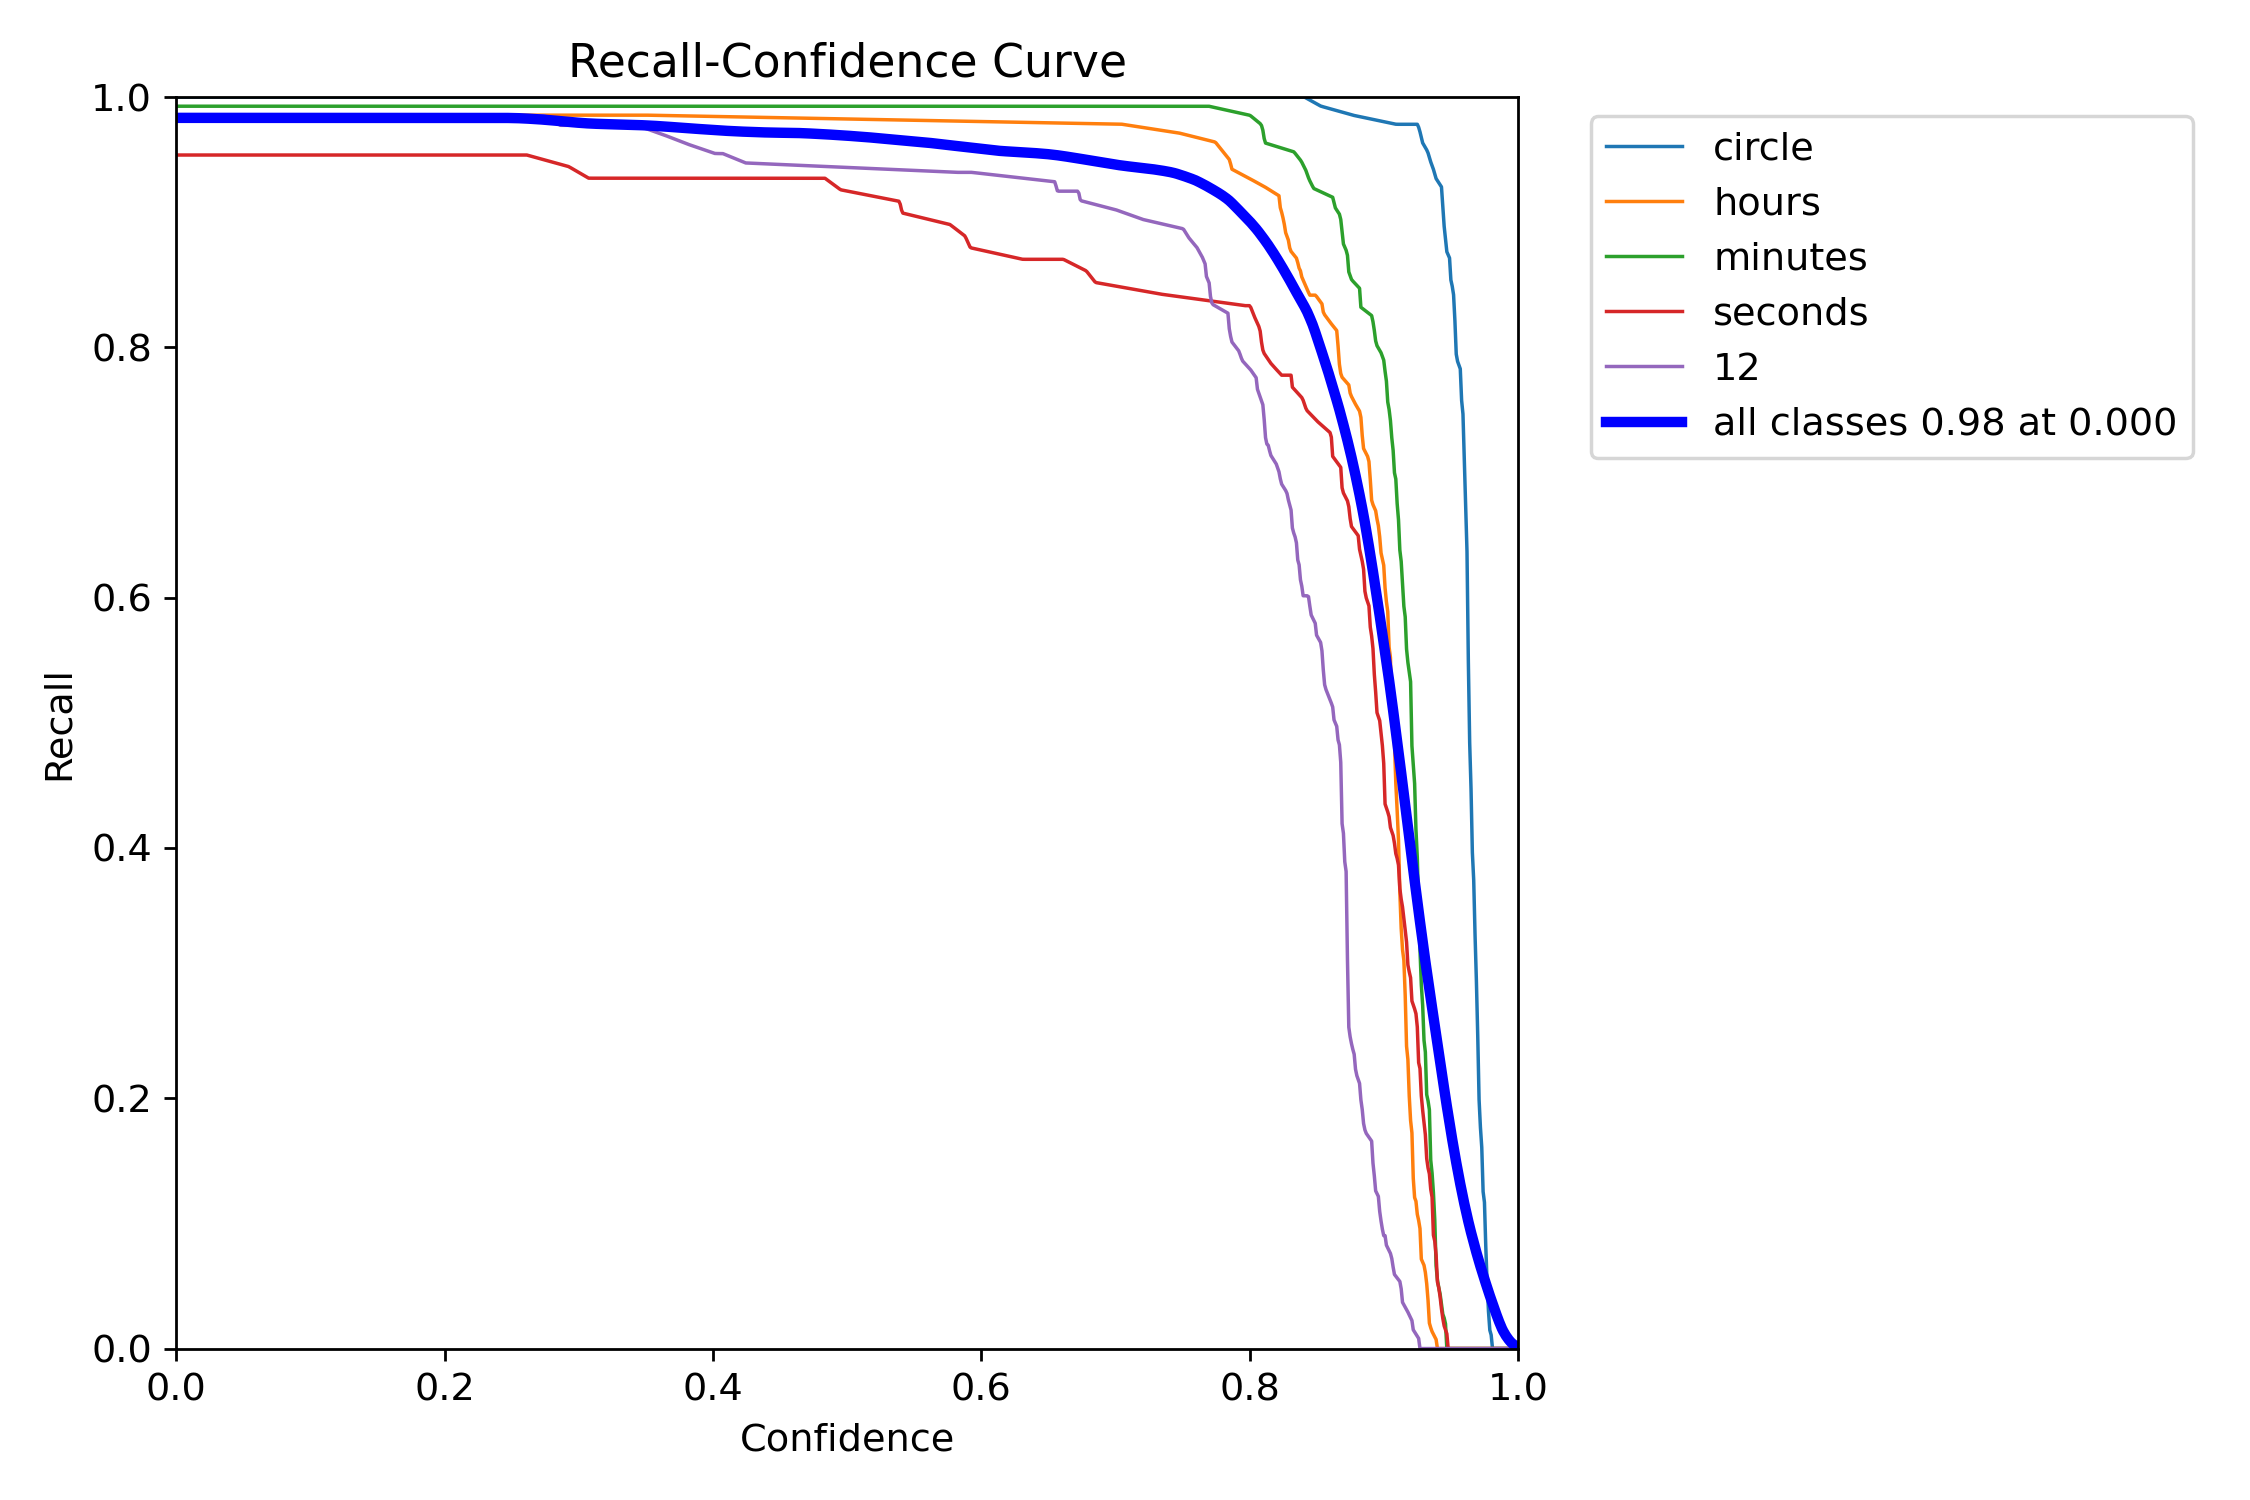 Recall-Confidence Curve
1.0
0.8
0.6
0.4
0.2
0.0
Recall
0.0 0.2 0.4 0.6 0.8 1.0
Confidence
circle
hours
minutes
seconds
12
all classes 0.98 at 0.000